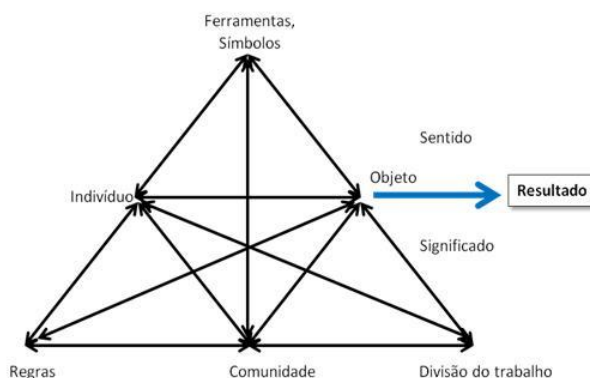 Ferramentas,
Símbolos
Sentido
Objeto
Indivíduo
Resultado
Significado
Regras
Comunidade
Divisão do trabalho